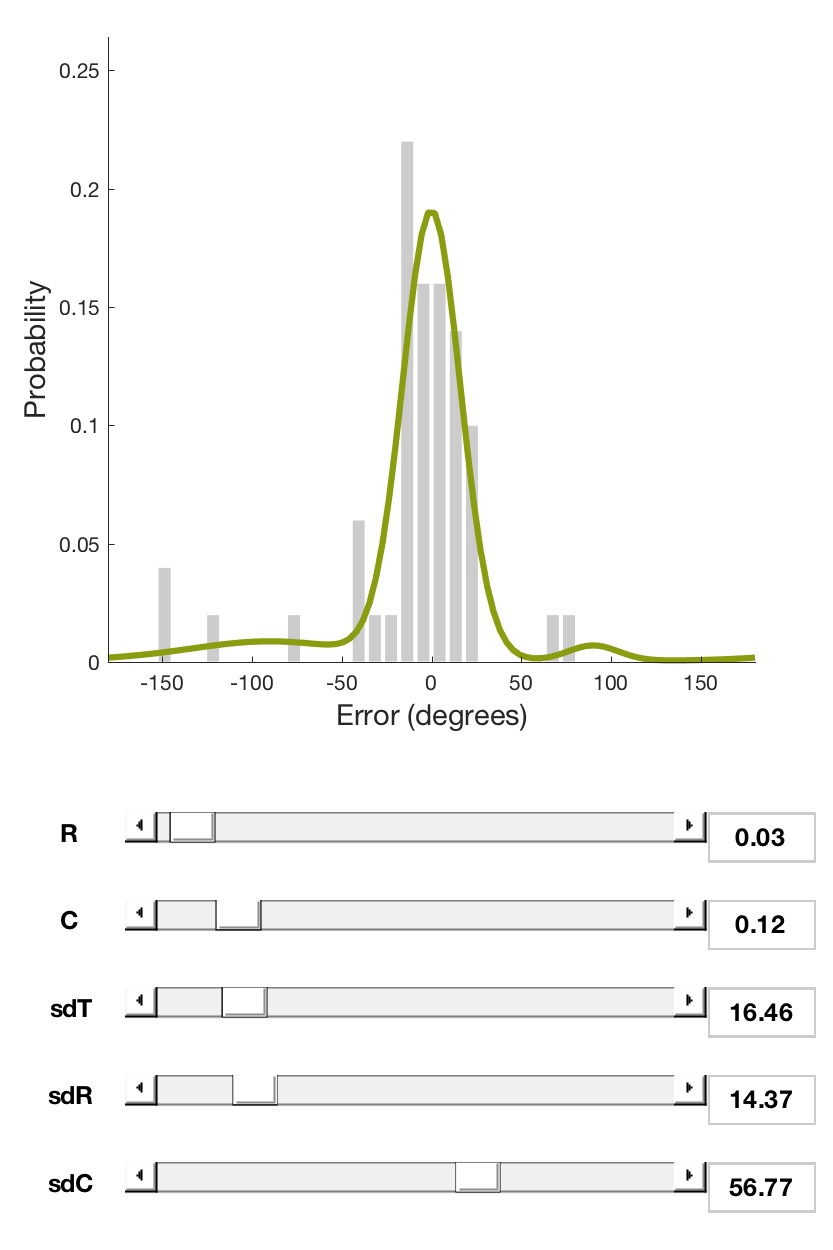 0.25
0.2
0.15
0.1
0.05
0
Probability
-150 -100 -50 0 50 100 150
Error (degrees)
R 0.03
C 0.12
sdT 16.46
sdR 14.37
sdC 56.77